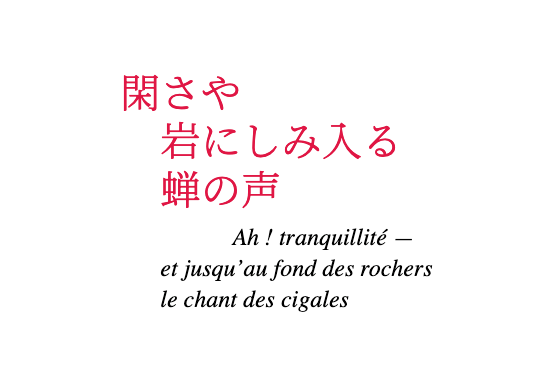 閑さや
岩にしみ入る
蝉の声
Ah ! tranquillité —
et jusqu’au fond des rochers
le chant des cigales